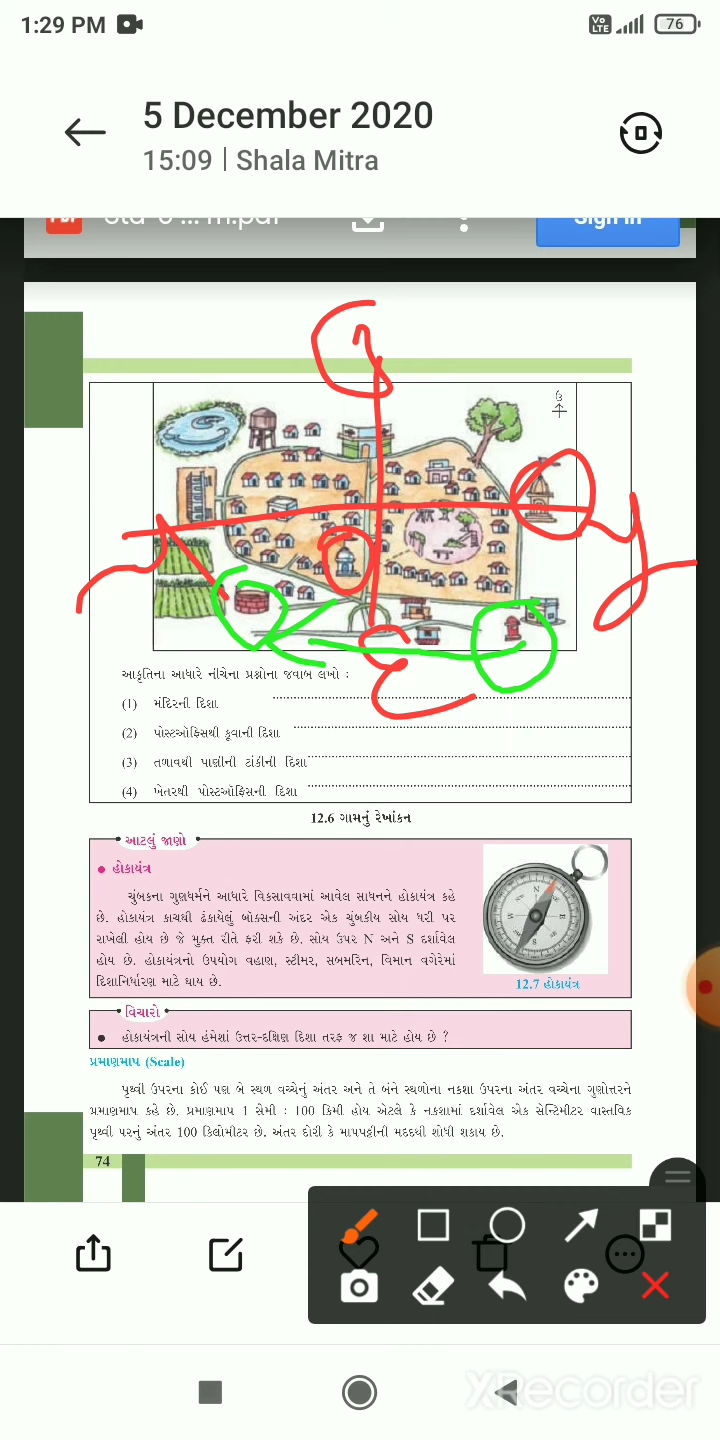 1:29 PM
Vo LTE
76
5 December 2020
15:09 | Shala Mitra
Sign in
ઉ
આકૃતિના આધારે નીચેના પ્રશ્નોના જવાબ લખો :
(1) મંદિરની દિશા
(2) પોસ્ટઑફિસથી કૂવાની દિશા
(3) તળાવથી પાણીની ટાંકીની દિશા
(4) ખેતરથી પોસ્ટઑફિસની દિશા
12.6 ગામનું રેખાંકન
આટલું જાણો
● હોકાયંત્ર
ચુંબકના ગુણધર્મને આધારે વિકસાવવામાં આવેલ સાધનને હોકાયંત્ર કહે
છે. હોકાયંત્ર કાચથી ઢંકાયેલું બૉક્સની અંદર એક ચુંબકીય સોય ધરી પર
રાખેલી હોય છે જે મુક્ત રીતે ફરી શકે છે. સોય ઉપર N અને S દર્શાવેલ
હોય છે. હોકાયંત્રનો ઉપયોગ વહાણ, સ્ટીમર, સબમરિન, વિમાન વગેરેમાં
દિશાનિર્ધારણ માટે થાય છે.
12.7 હોકાયંત્ર
વિચારો
● હોકાયંત્રની સોય હંમેશાં ઉત્તર-દક્ષિણ દિશા તરફ જ શા માટે હોય છે ?
પ્રમાણમાપ (Scale)
પૃથ્વી ઉપરના કોઈ પણ બે સ્થળ વચ્ચેનું અંતર અને તે બંને સ્થળોના નકશા ઉપરના અંતર વચ્ચેના ગુણોત્તરને
પ્રમાણમાપ કહે છે. પ્રમાણમાપ 1 સેમી : 100 કિમી હોય એટલે કે નકશામાં દર્શાવેલ એક સેન્ટિમીટર વાસ્તવિક
પૃથ્વી પરનું અંતર 100 કિલોમીટર છે. અંતર દોરી કે માપપટ્ટીની મદદથી શોધી શકાય છે.
74
XRecorder